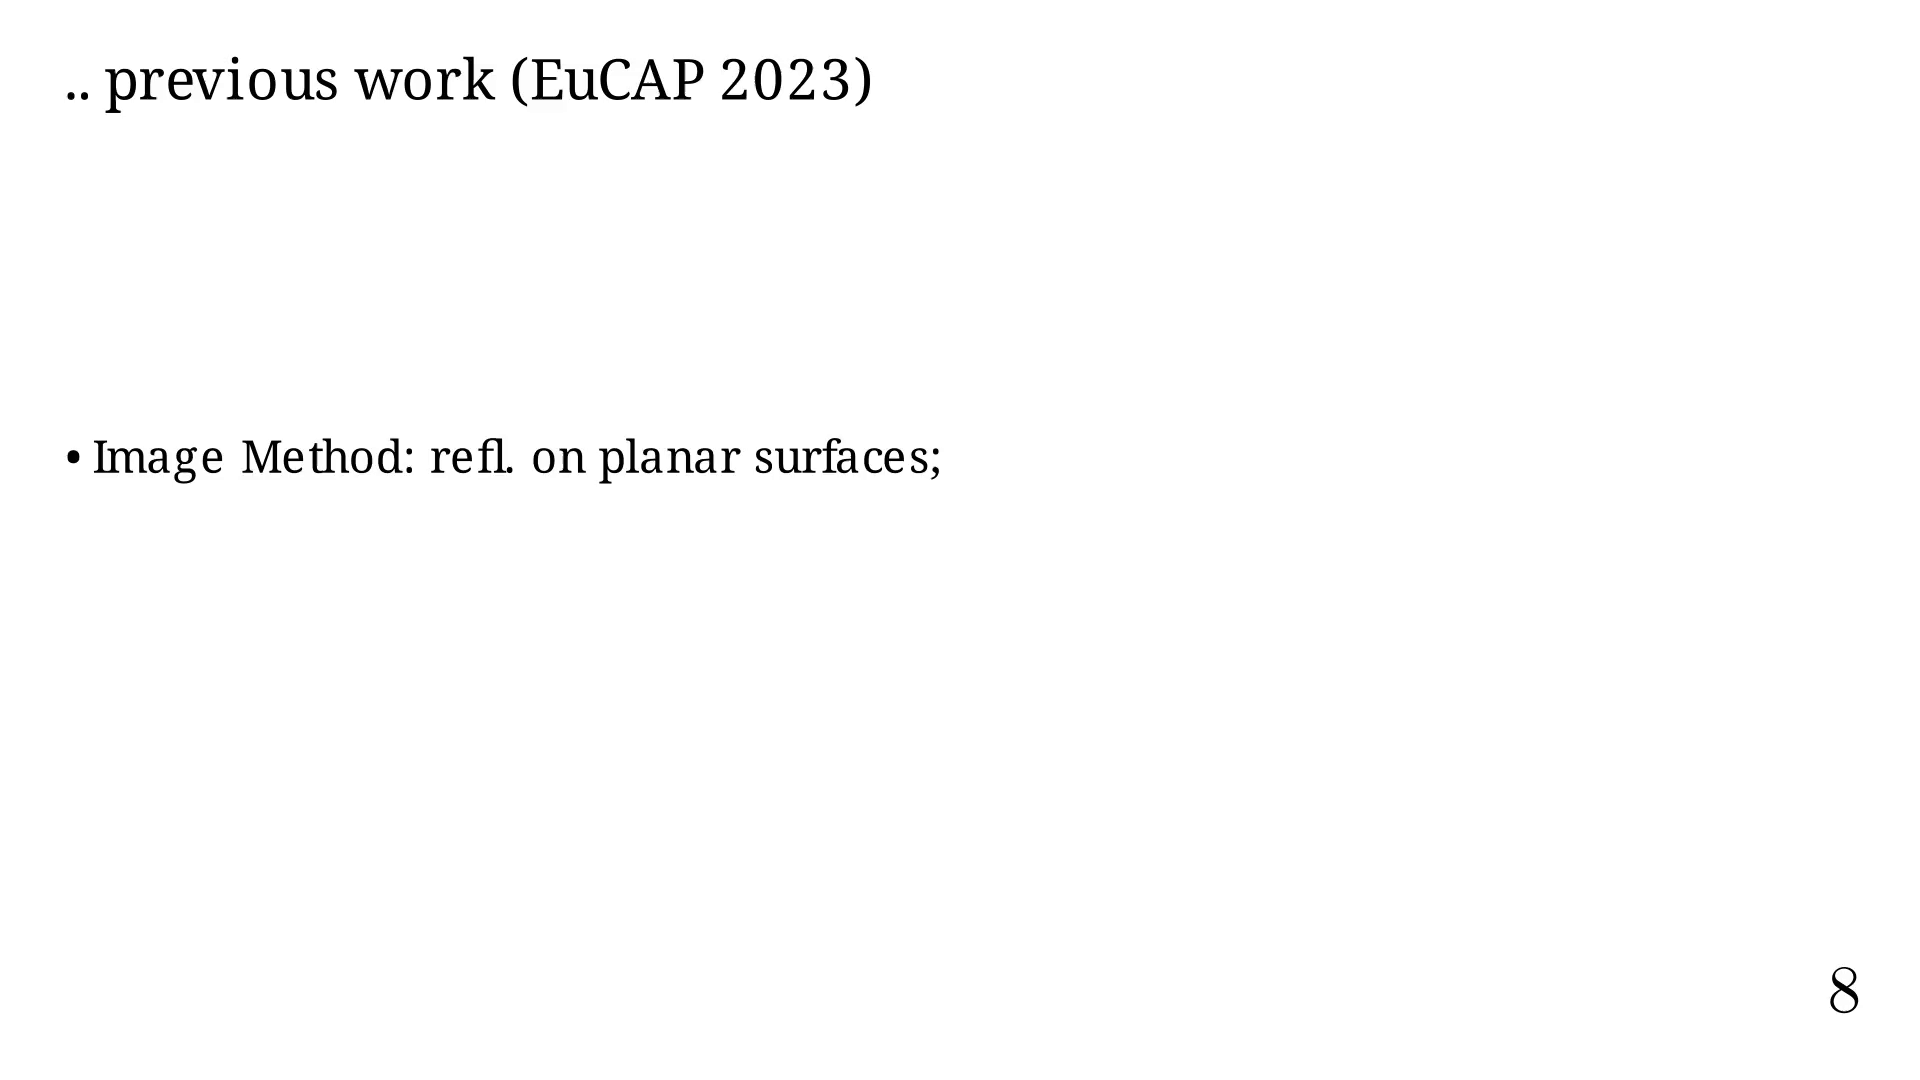 .. previous work (EuCAP 2023)
• Image Method: refl. on planar surfaces;
8